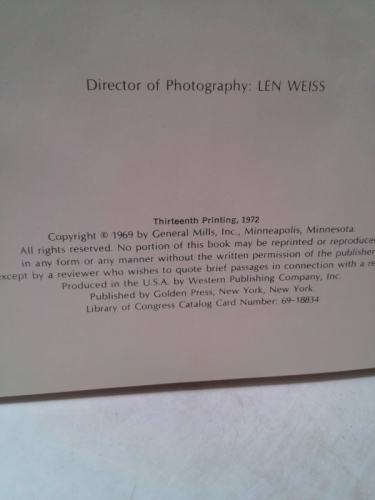 Director of Photography: LEN WEISS
Thirteenth Printing, 1972
Copyright © 1969 by General Mills, Inc., Minneapolis, Minnesota.
All rights reserved. No portion of this book may be reprinted or reproduced
in any form or any manner without the written permission of the publisher
except by a reviewer who wishes to quote brief passages in connection with a
Produced in the U.S.A. by Western Publishing Company, Inc.
Published by Golden Press, New York, New York.
Library of Congress Catalog Card Number: 69-18834